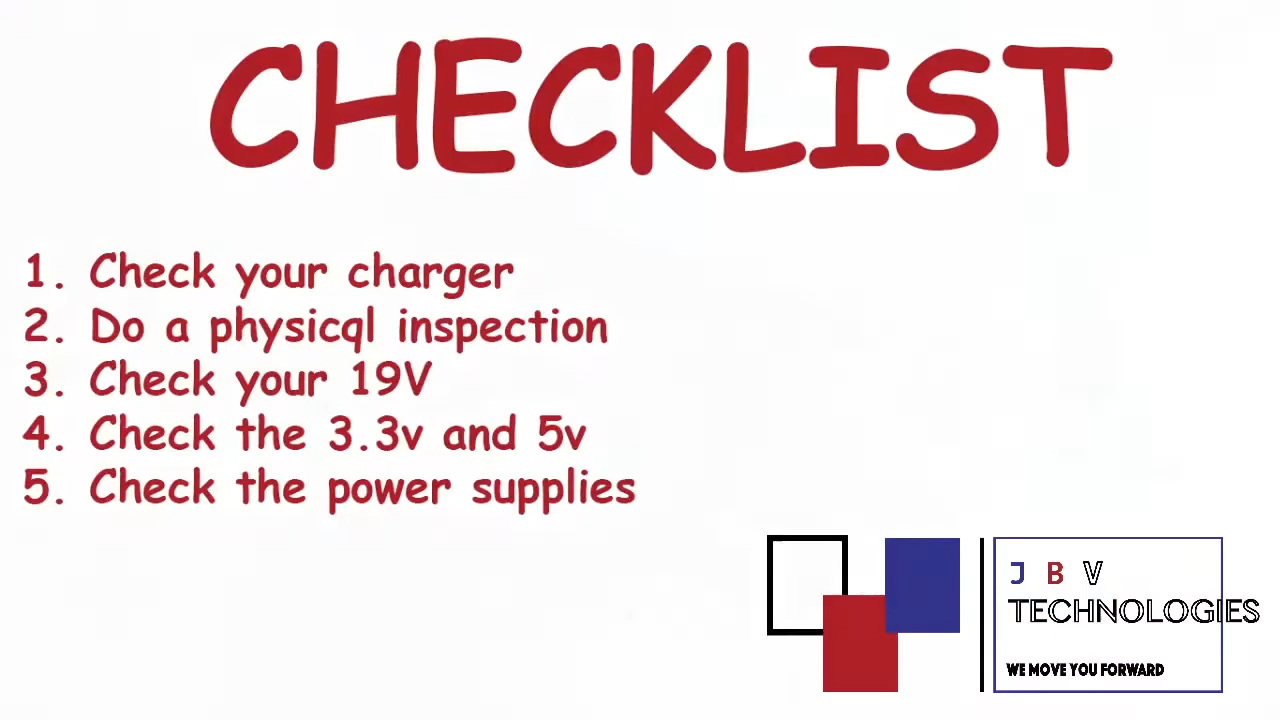 CHECKLIST
1. Check your charger
2. Do a physicql inspection
3. Check your 19V
4. Check the 3.3v and 5v
5. Check the power supplies
J B V
TECHNOLOGIES
WE MOVE YOU FORWARD